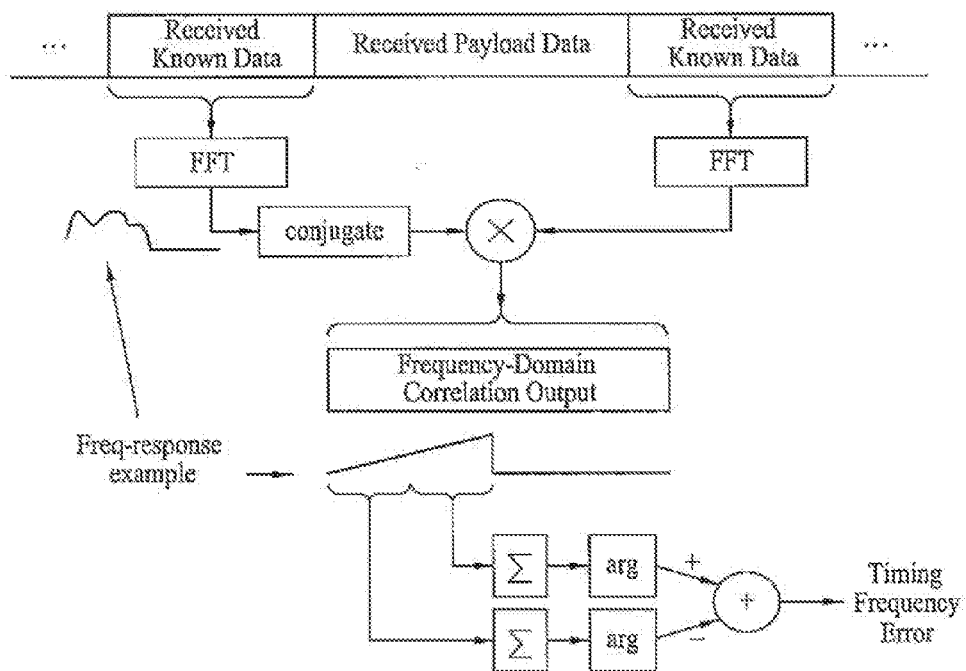 ... Received Known Data Received Payload Data Received Known Data ...
FFT
FFT
conjugate
×
Frequency-Domain
Correlation Output
Freq-response
example
Σ
arg
+
Σ
arg
−
+
Timing
Frequency
Error